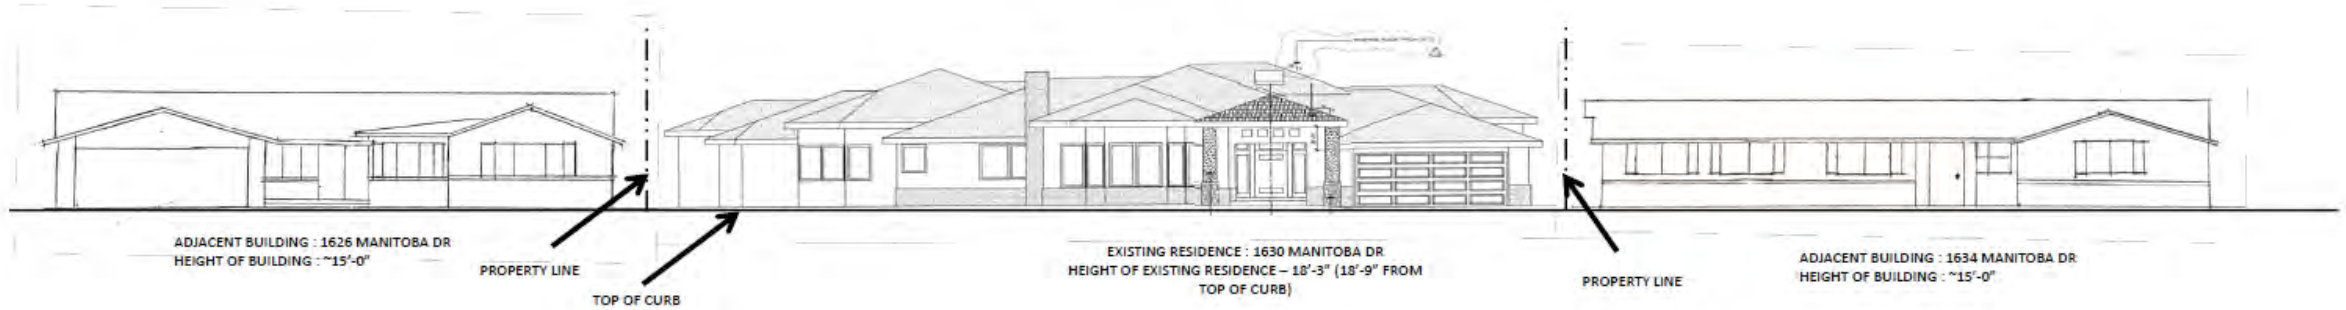 ADJACENT BUILDING : 1626 MANITOBA DR
HEIGHT OF BUILDING : ~15'-0"
PROPERTY LINE
TOP OF CURB
EXISTING RESIDENCE : 1630 MANITOBA DR
HEIGHT OF EXISTING RESIDENCE – 18'-3" (18'-9" FROM
TOP OF CURB)
PROPERTY LINE
ADJACENT BUILDING : 1634 MANITOBA DR
HEIGHT OF BUILDING : ~15'-0"